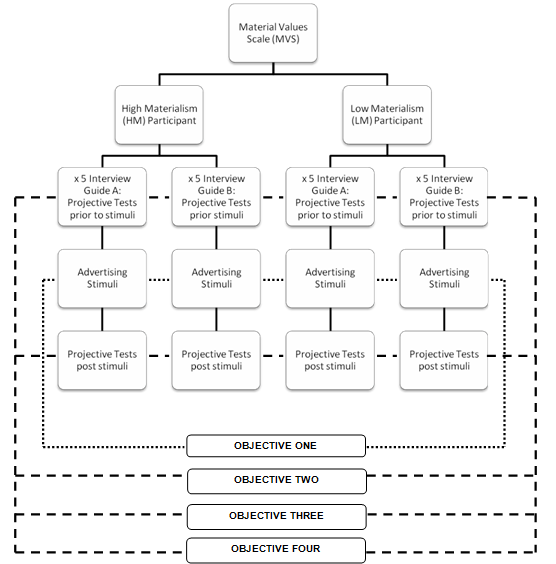 Material Values
Scale (MVS)
High Materialism
(HM) Participant
Low Materialism
(LM) Participant
x 5 Interview
Guide A:
Projective Tests
prior to stimuli
x 5 Interview
Guide B:
Projective Tests
prior stimuli
x 5 Interview
Guide A:
Projective Tests
prior to stimuli
x 5 Interview
Guide B:
Projective Tests
prior to stimuli
Advertising
Stimuli
Advertising
Stimuli
Advertising
Stimuli
Advertising
Stimuli
Projective Tests
post stimuli
Projective Tests
post stimuli
Projective Tests
post stimuli
Projective Tests
post stimuli
OBJECTIVE ONE
OBJECTIVE TWO
OBJECTIVE THREE
OBJECTIVE FOUR